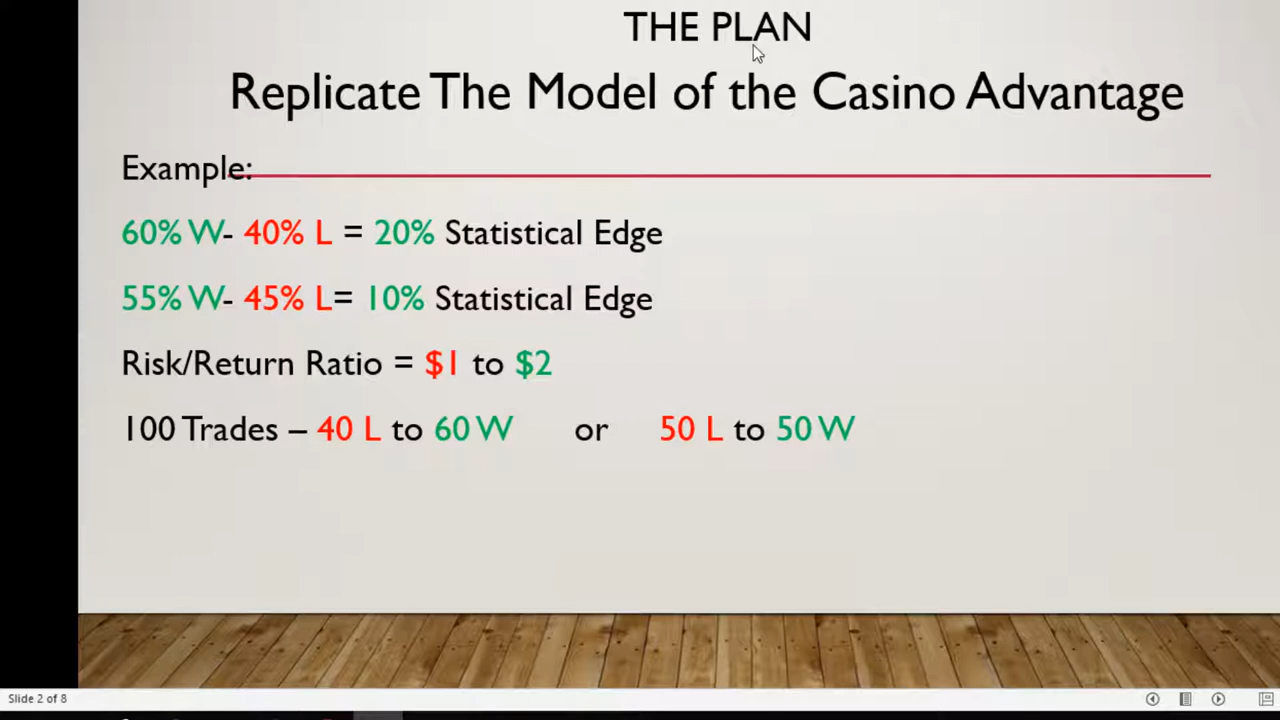 THE PLAN
Replicate The Model of the Casino Advantage
Example:
60% W- 40% L = 20% Statistical Edge
55% W- 45% L= 10% Statistical Edge
Risk/Return Ratio = $1 to $2
100 Trades – 40 L to 60 W or 50 L to 50 W
Slide 2 of 8